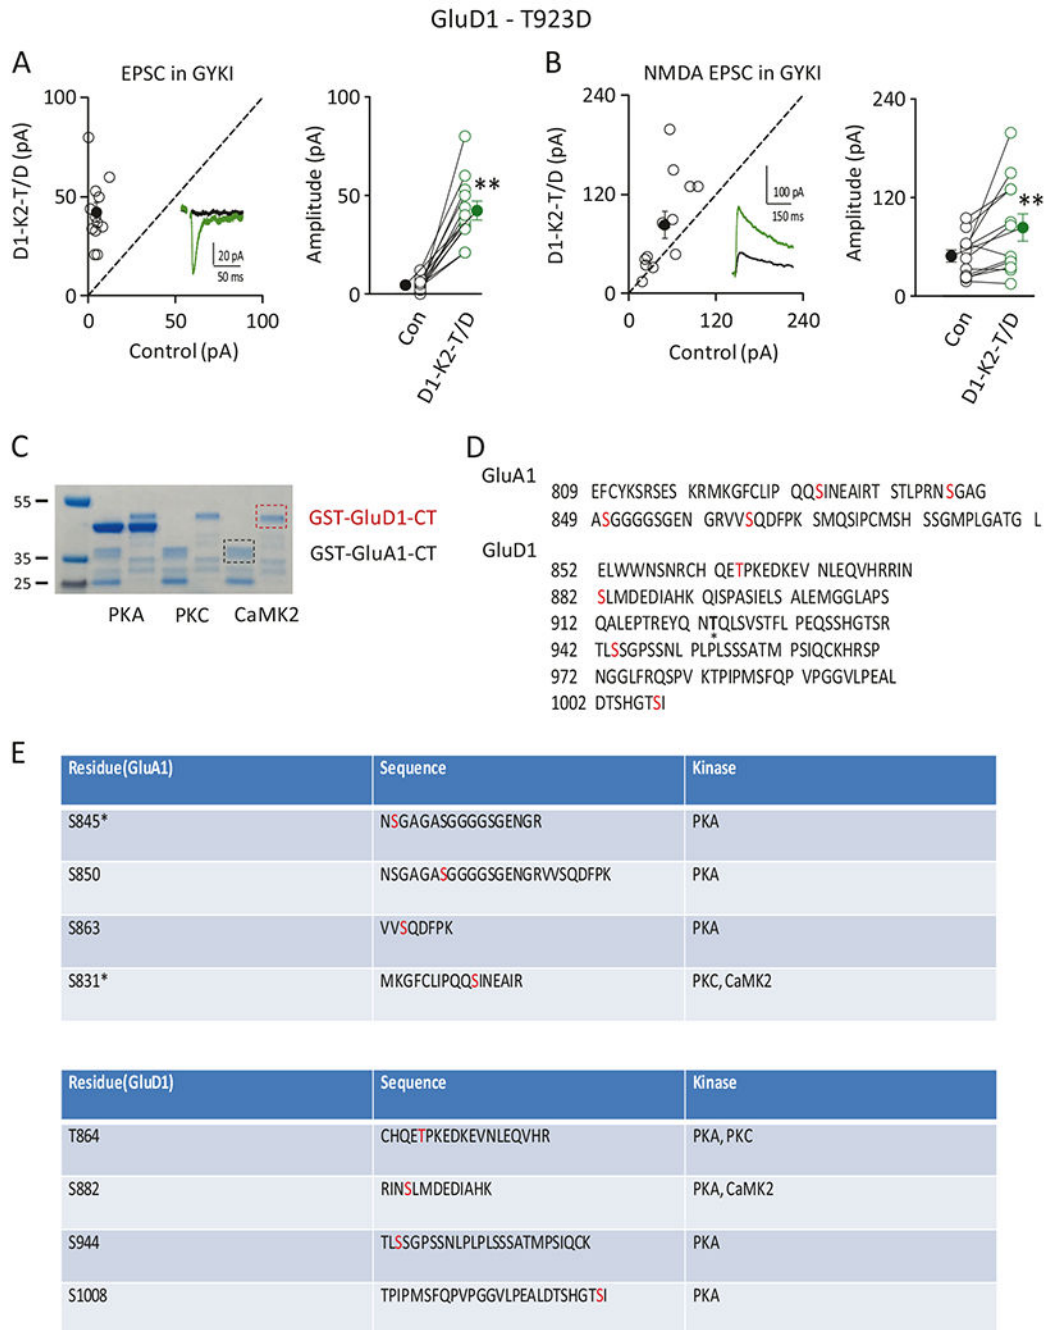 GluD1 - T923D
A
EPSC in GYKI
D1-K2-T/D (pA)
100
50
0
0
50
100
Control (pA)
20 pA
50 ms
Amplitude (pA)
100
50
0
**
Con
D1-K2-T/D
B
NMDA EPSC in GYKI
D1-K2-T/D (pA)
240
120
0
0
120
240
Control (pA)
100 pA
150 ms
Amplitude (pA)
240
120
0
**
Con
D1-K2-T/D
C
55
35
25
GST-GluD1-CT
GST-GluA1-CT
PKA PKC CaMK2
D
GluA1
809 EFCYKSRSES KRMKGFCLIP QQSINEAIRT STLPRNSGAG
849 ASGGGGSGEN GRVVSQDFPK SMQSIPCMSH SSGMPLGATG L
GluD1
852 ELWWNSNRCH QETPKEDKEV NLEQVHRRIN
882 SLMDEDIAHK QISPASIELS ALEMGGLAPS
912 QALEPTREYQ NTQLSVSTFL PEQSSHGTSR
*
942 TLSSGPSSNL PLPLSSSATM PSIQCKHRSP
972 NGGLFRQSPV KTPIPMSFQP VPGGVLPEAL
1002 DTSHGTSI
E
Residue(GluA1) Sequence Kinase
S845* NSGAGASGGGGSGENGR PKA
S850 NSGAGASGGGGSGENGRVVSQDFPK PKA
S863 VVSQDFPK PKA
S831* MKGFCLIPQQSINEAIR PKC, CaMK2
Residue(GluD1) Sequence Kinase
T864 CHQETPKEDKEVNLEQVHR PKA, PKC
S882 RINSLMDEDIAHK PKA, CaMK2
S944 TLSSGPSSNLPLPLSSSATMPSIQCK PKA
S1008 TPIPMSFQPVPGGVLPEALDTSHGTSI PKA